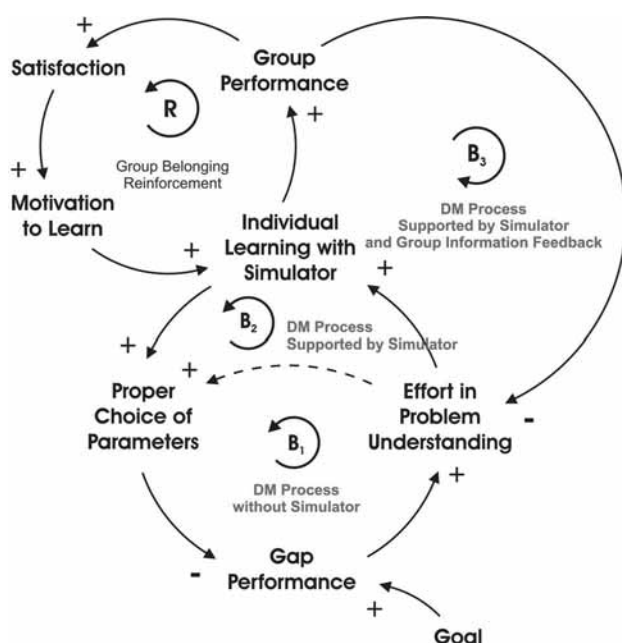 +
Satisfaction
Group
Performance
R
+
+
Group Belonging
Reinforcement
B3
Motivation
to Learn
DM Process
Supported by Simulator
and Group Information Feedback
+
Individual
Learning with
Simulator
+
B2
DM Process
Supported by Simulator
+
+
Proper
Choice of
Parameters
Effort in
Problem
Understanding
-
B1
+
DM Process
without Simulator
-
Gap
Performance
+
Goal